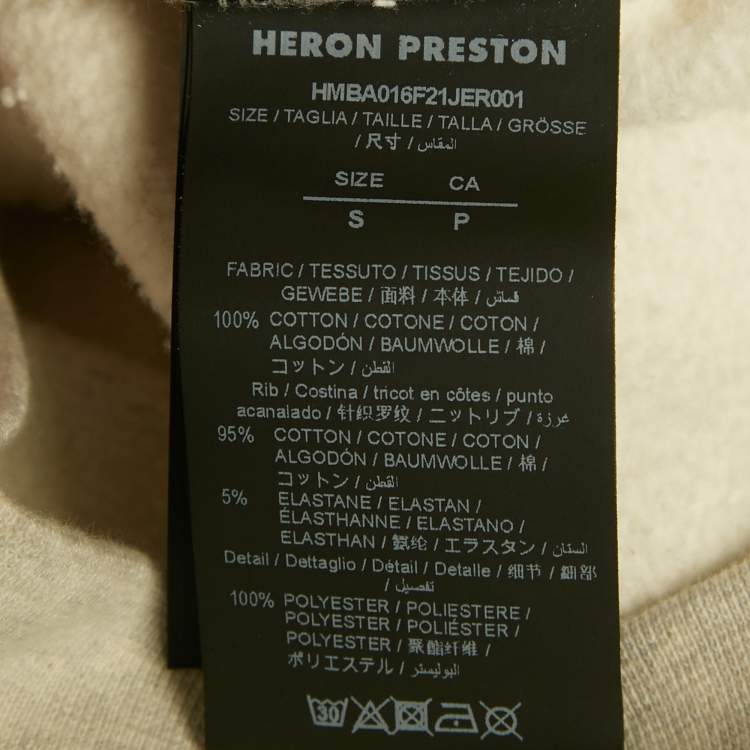 HERON PRESTON
HMBA016F21JER001
SIZE / TAGLIA / TAILLE / TALLA / GRÖSSE
/ 尺寸 / المقاس
SIZE CA
S P
FABRIC / TESSUTO / TISSUS / TEJIDO /
GEWEBE / 面料 / 本体 / قماش
100% COTTON / COTONE / COTON /
ALGODÓN / BAUMWOLLE / 棉 /
コットン / القطن
Rib / Costina / tricot en côtes / punto
acanalado / 针织罗纹 / ニットリブ / غرزة
95% COTTON / COTONE / COTON /
ALGODÓN / BAUMWOLLE / 棉 /
コットン / القطن
5% ELASTANE / ELASTAN /
ÉLASTHANNE / ELASTANO /
ELASTHAN / 氨纶 / エラスタン / الستان
Detail / Dettaglio / Détail / Detalle / 细节 / 細部
/ تفصيل
100% POLYESTER / POLIESTERE /
POLYESTER / POLIÉSTER /
POLYESTER / 聚酯纤维 /
ポリエステル / البوليستر
30